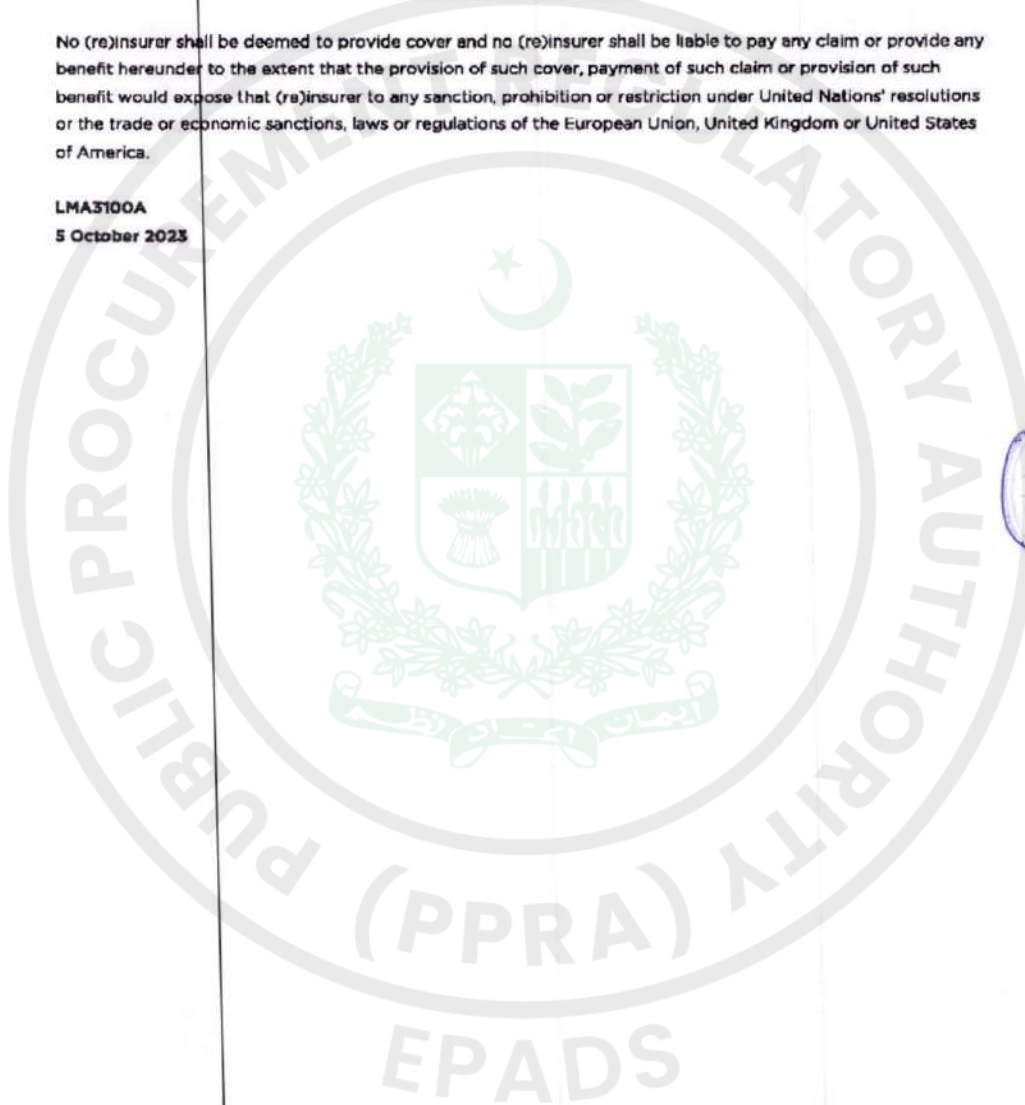 No (re)insurer shall be deemed to provide cover and no (re)insurer shall be liable to pay any claim or provide any
benefit hereunder to the extent that the provision of such cover, payment of such claim or provision of such
benefit would expose that (re)insurer to any sanction, prohibition or restriction under United Nations' resolutions
or the trade or economic sanctions, laws or regulations of the European Union, United Kingdom or United States
of America.
LMA3100A
5 October 2023
PUBLIC PROCUREMENT REGULATORY AUTHORITY
ایمان اتحاد نظم
(PPRA)
EPADS